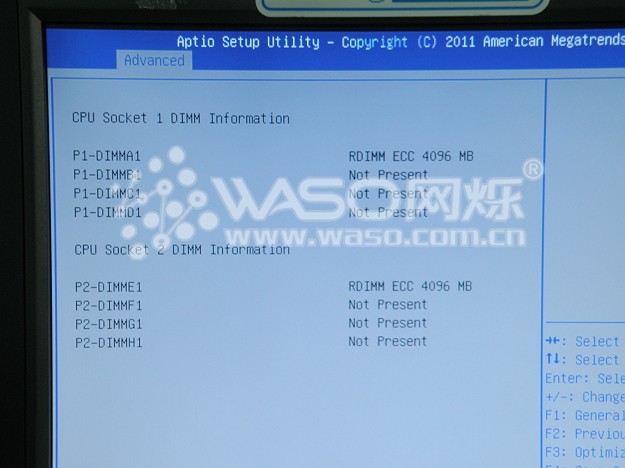 Aptio Setup Utility - Copyright (C) 2011 American Megatrends
Advanced
CPU Socket 1 DIMM Information
P1-DIMMA1 RDIMM ECC 4096 MB
P1-DIMMB1 Not Present
P1-DIMMC1 Not Present
P1-DIMMD1 Not Present
WASO网烁®
www.waso.com.cn
CPU Socket 2 DIMM Information
P2-DIMME1 RDIMM ECC 4096 MB
P2-DIMMF1 Not Present
P2-DIMMG1 Not Present
P2-DIMMH1 Not Present
→←: Select
↑↓: Select
Enter: Sele
+/-: Change
F1: General
F2: Previou
F3: Optimiz